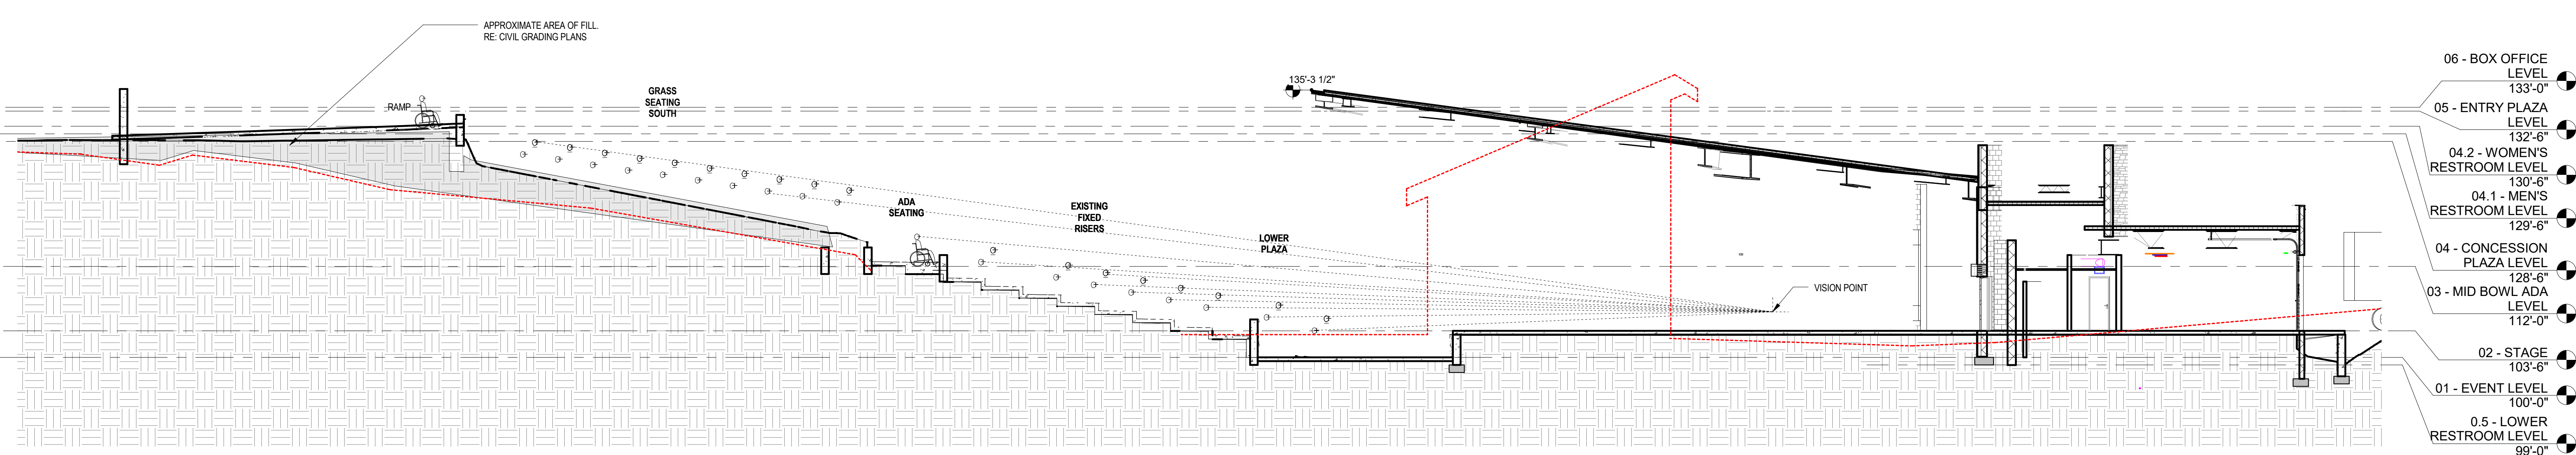 APPROXIMATE AREA OF FILL.
RE: CIVIL GRADING PLANS
RAMP
GRASS
SEATING
SOUTH
ADA
SEATING
EXISTING
FIXED
RISERS
LOWER
PLAZA
135'-3 1/2"
VISION POINT
06 - BOX OFFICE
LEVEL
133'-0"
05 - ENTRY PLAZA
LEVEL
132'-6"
04.2 - WOMEN'S
RESTROOM LEVEL
130'-6"
04.1 - MEN'S
RESTROOM LEVEL
129'-6"
04 - CONCESSION
PLAZA LEVEL
128'-6"
03 - MID BOWL ADA
LEVEL
112'-0"
02 - STAGE
103'-6"
01 - EVENT LEVEL
100'-0"
0.5 - LOWER
RESTROOM LEVEL
99'-0"